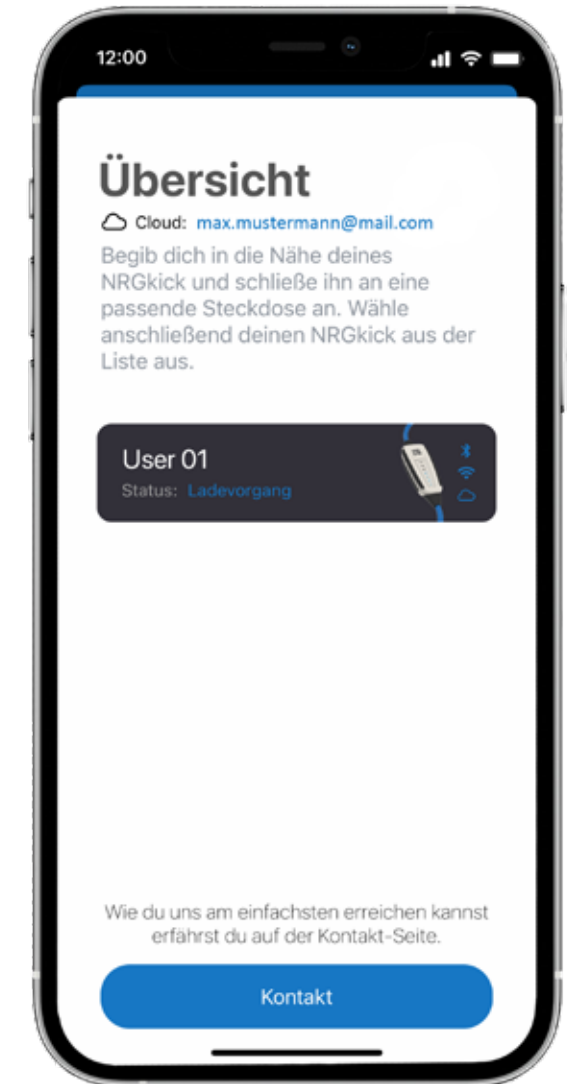 12:00
Übersicht
Cloud: max.mustermann@mail.com
Begib dich in die Nähe deines
NRGkick und schließe ihn an eine
passende Steckdose an. Wähle
anschließend deinen NRGkick aus der
Liste aus.
User 01
Status: Ladevorgang
Wie du uns am einfachsten erreichen kannst
erfährst du auf der Kontakt-Seite.
Kontakt